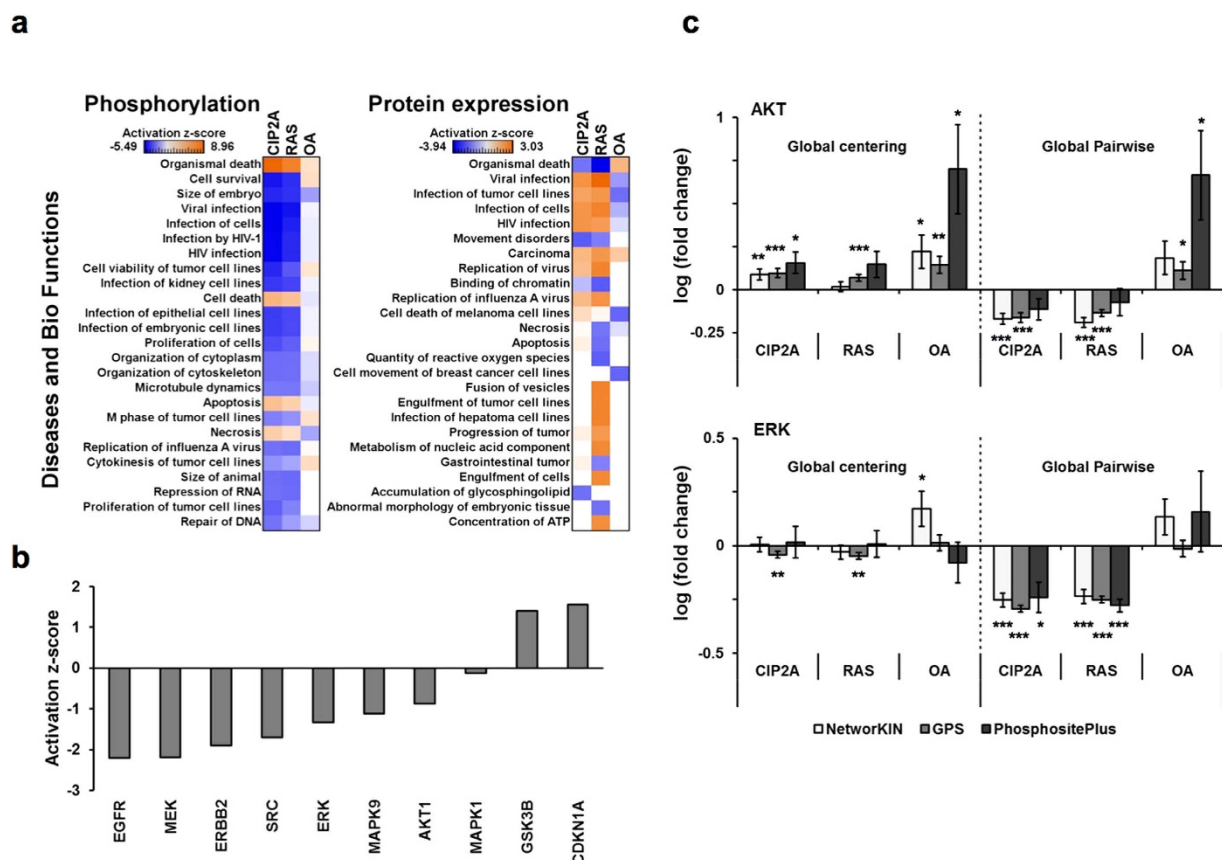 a
Phosphorylation
Activation z-score
-5.49 8.96
CIP2A
RAS
OA
Diseases and Bio Functions
Organismal death
Cell survival
Size of embryo
Viral infection
Infection of cells
Infection by HIV-1
HIV infection
Cell viability of tumor cell lines
Infection of kidney cell lines
Cell death
Infection of epithelial cell lines
Infection of embryonic cell lines
Proliferation of cells
Organization of cytoplasm
Organization of cytoskeleton
Microtubule dynamics
Apoptosis
M phase of tumor cell lines
Necrosis
Replication of influenza A virus
Cytokinesis of tumor cell lines
Size of animal
Repression of RNA
Proliferation of tumor cell lines
Repair of DNA
Protein expression
Activation z-score
-3.94 3.03
CIP2A
RAS
OA
Organismal death
Viral infection
Infection of tumor cell lines
Infection of cells
HIV infection
Movement disorders
Carcinoma
Replication of virus
Binding of chromatin
Replication of influenza A virus
Cell death of melanoma cell lines
Necrosis
Apoptosis
Quantity of reactive oxygen species
Cell movement of breast cancer cell lines
Fusion of vesicles
Engulfment of tumor cell lines
Infection of hepatoma cell lines
Progression of tumor
Metabolism of nucleic acid component
Gastrointestinal tumor
Engulfment of cells
Accumulation of glycosphingolipid
Abnormal morphology of embryonic tissue
Concentration of ATP
b
Activation z-score
2
1
0
-1
-2
-3
EGFR
MEK
ERBB2
SRC
ERK
MAPK9
AKT1
MAPK1
GSK3B
CDKN1A
c
AKT
log (fold change)
1
0
-0.25
Global centering Global Pairwise
** *** * *** * ** * * *
*** *** *** ***
CIP2A RAS OA CIP2A RAS OA
ERK
log (fold change)
0.5
0
-0.5
Global centering Global Pairwise
*
** ** *** *** * *** *** ***
CIP2A RAS OA CIP2A RAS OA
NetworKIN GPS PhosphositePlus